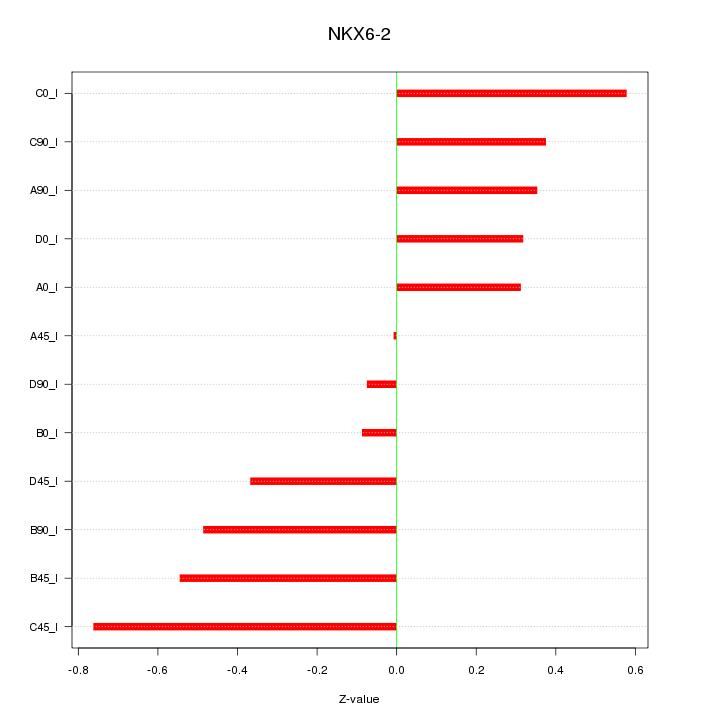 NKX6-2
C0_I
C90_I
A90_I
D0_I
A0_I
A45_I
D90_I
B0_I
D45_I
B90_I
B45_I
C45_I
-0.8 -0.6 -0.4 -0.2 0.0 0.2 0.4 0.6
Z-value